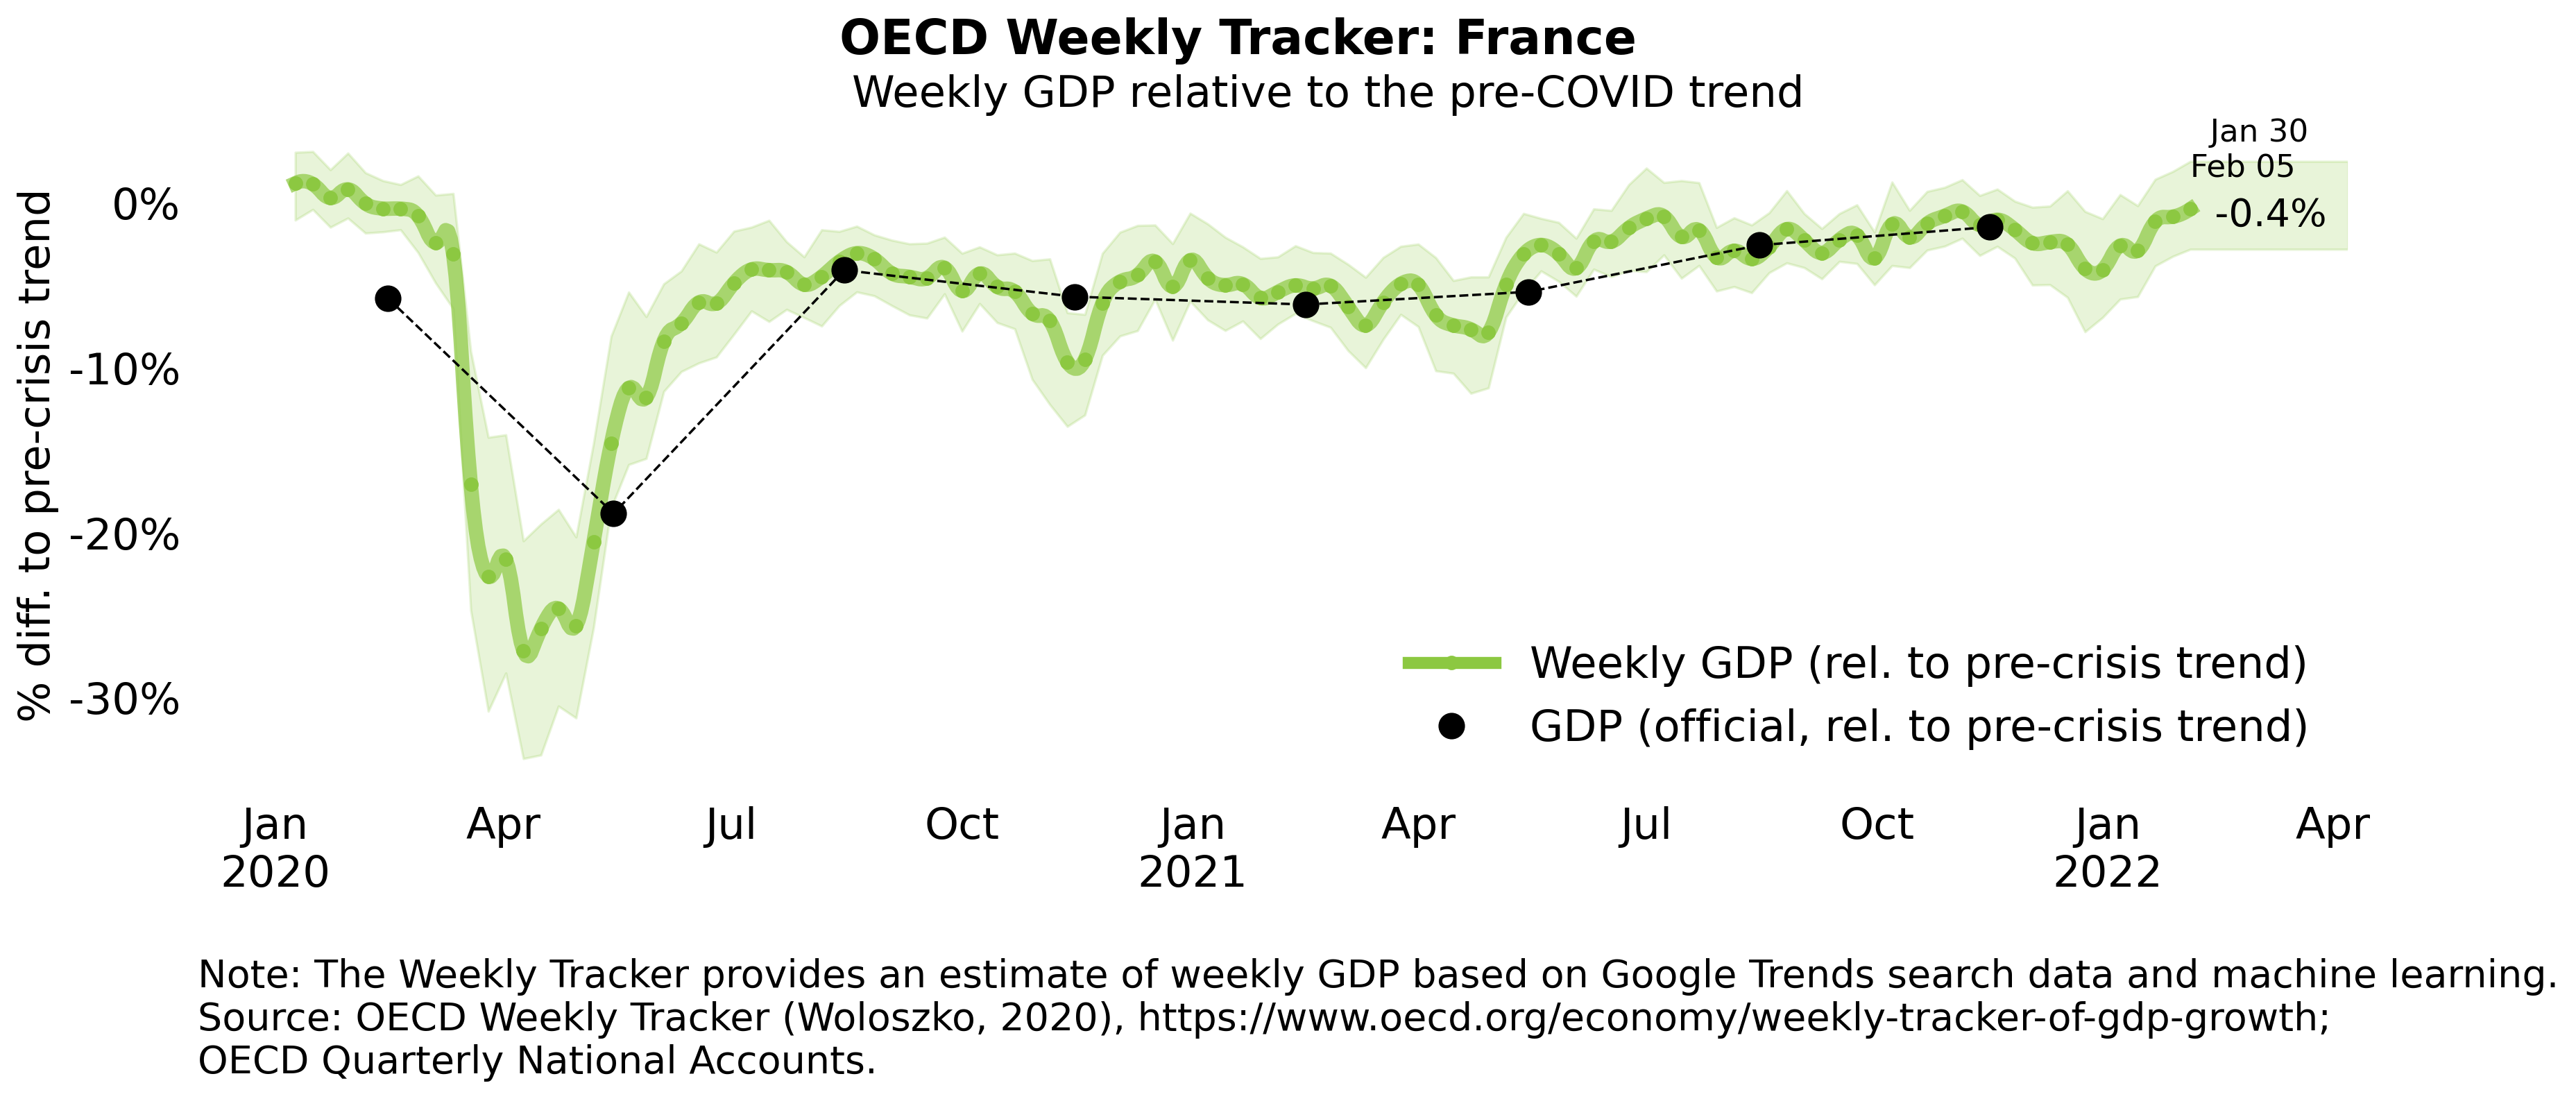 OECD Weekly Tracker: France
Weekly GDP relative to the pre-COVID trend
Jan 30
Feb 05
-0.4%
% diff. to pre-crisis trend
0%
-10%
-20%
-30%
Weekly GDP (rel. to pre-crisis trend)
GDP (official, rel. to pre-crisis trend)
Jan Apr Jul Oct Jan Apr Jul Oct Jan Apr
2020 2021 2022
Note: The Weekly Tracker provides an estimate of weekly GDP based on Google Trends search data and machine learning.
Source: OECD Weekly Tracker (Woloszko, 2020), https://www.oecd.org/economy/weekly-tracker-of-gdp-growth;
OECD Quarterly National Accounts.